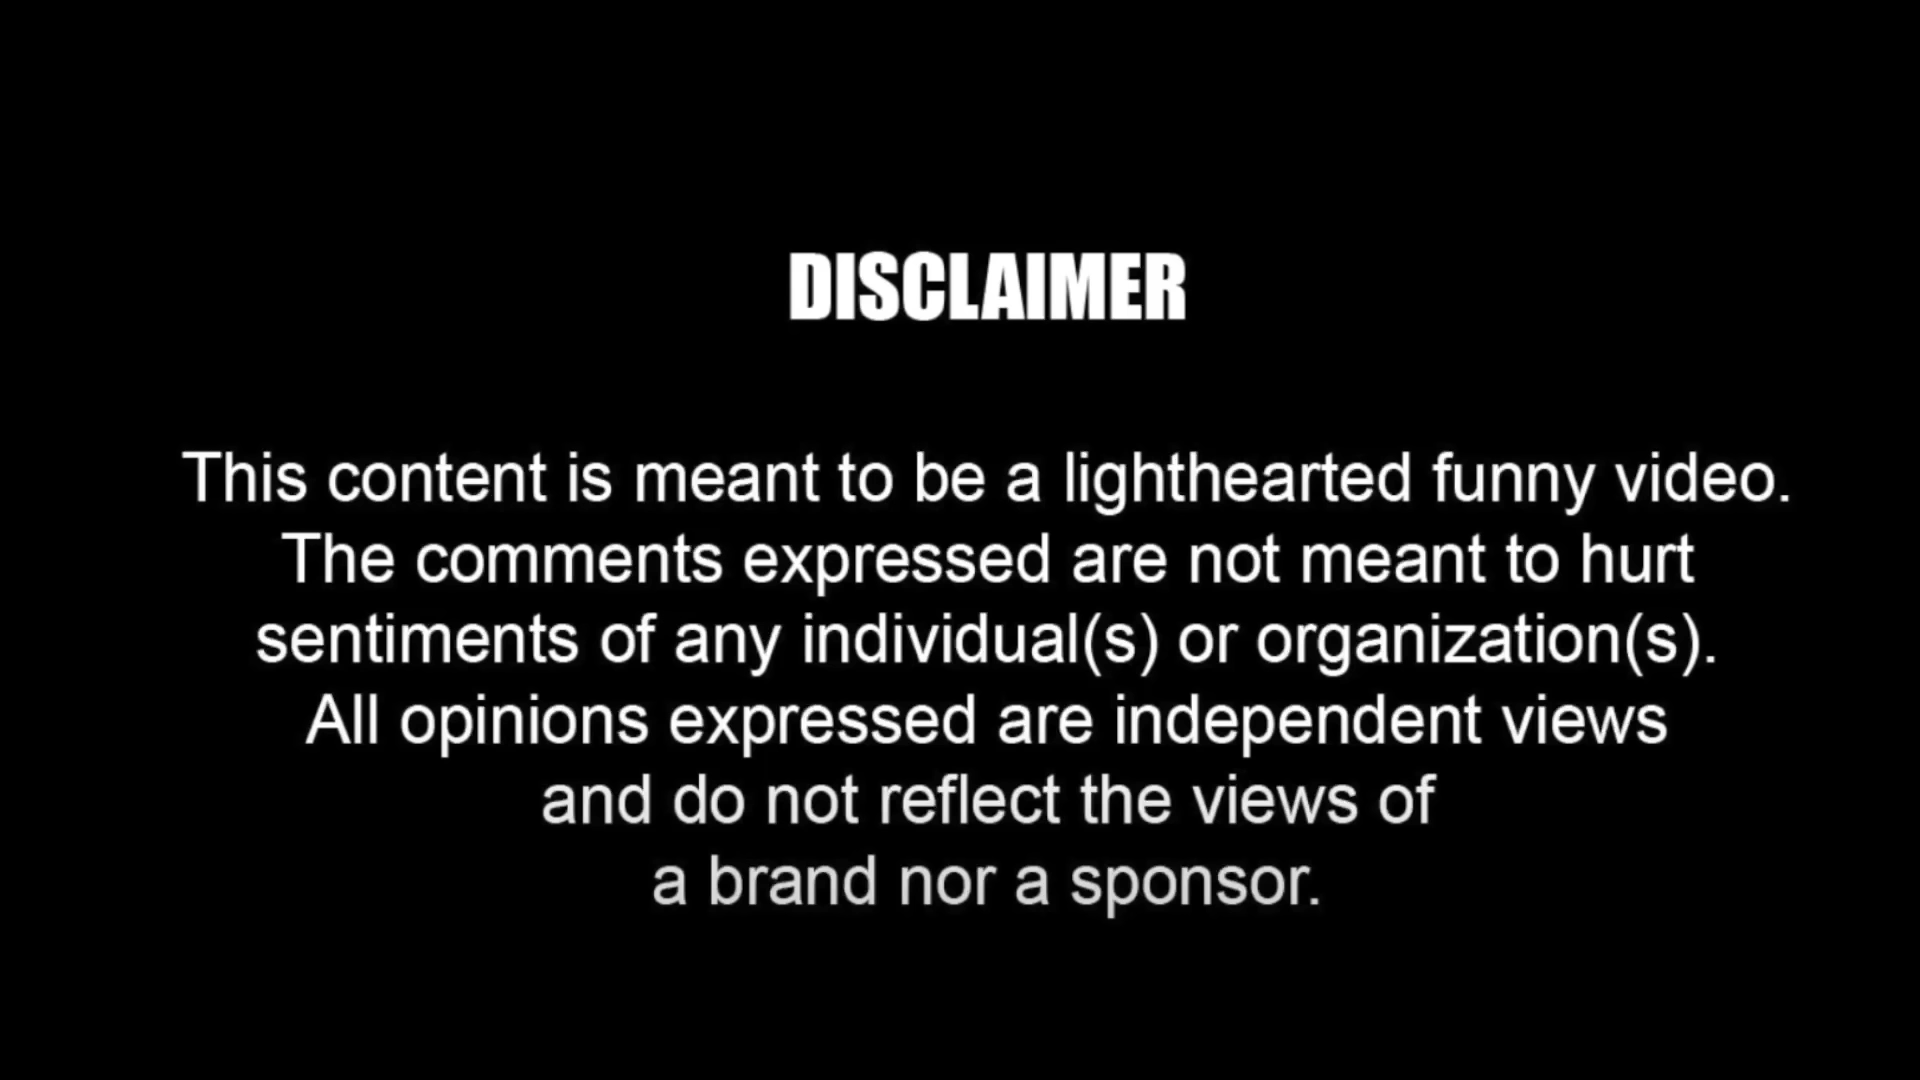 DISCLAIMER
This content is meant to be a lighthearted funny video.
The comments expressed are not meant to hurt
sentiments of any individual(s) or organization(s).
All opinions expressed are independent views
and do not reflect the views of
a brand nor a sponsor.